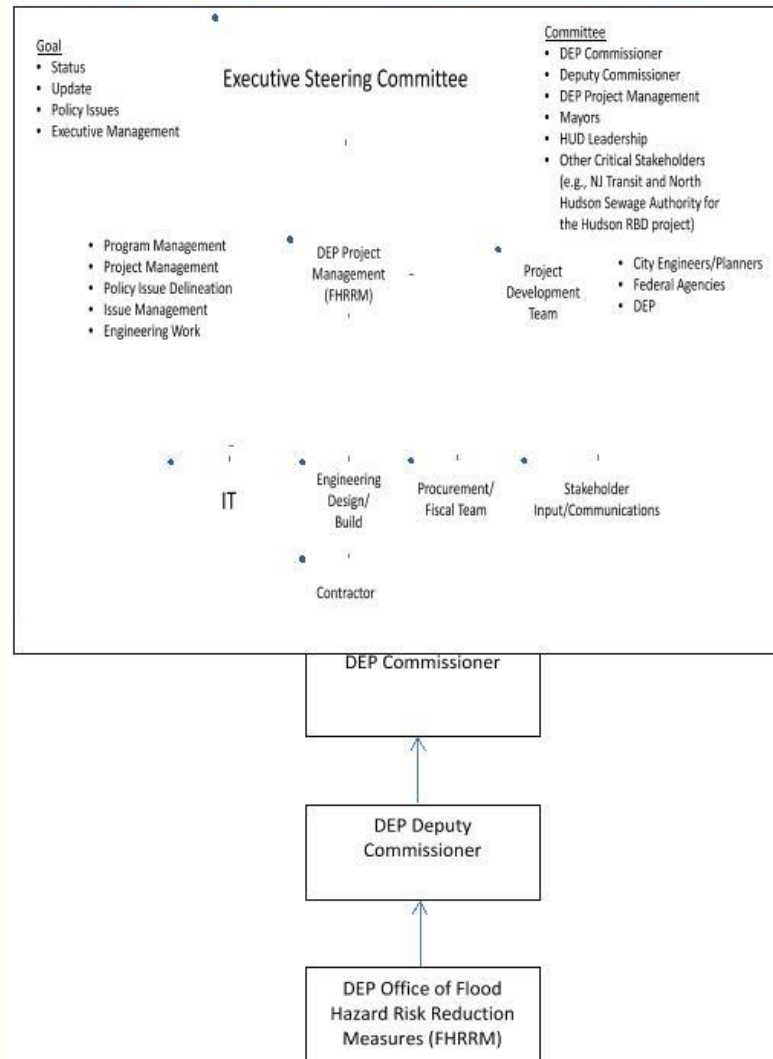 Goal
• Status
• Update
• Policy Issues
• Executive Management
Executive Steering Committee
Committee
• DEP Commissioner
• Deputy Commissioner
• DEP Project Management
• Mayors
• HUD Leadership
• Other Critical Stakeholders
(e.g., NJ Transit and North
Hudson Sewage Authority for
the Hudson RBD project)
• Program Management
• Project Management
• Policy Issue Delineation
• Issue Management
• Engineering Work
DEP Project
Management
(FHRRM)
Project
Development
Team
• City Engineers/Planners
• Federal Agencies
• DEP
IT
Engineering
Design/
Build
Procurement/
Fiscal Team
Stakeholder
Input/Communications
Contractor
DEP Commissioner
DEP Deputy
Commissioner
DEP Office of Flood
Hazard Risk Reduction
Measures (FHRRM)